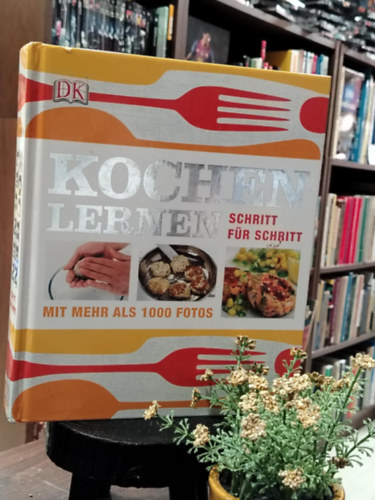 DK
KOCHEN
LERNEN
SCHRITT
FÜR SCHRITT
MIT MEHR ALS 1000 FOTOS